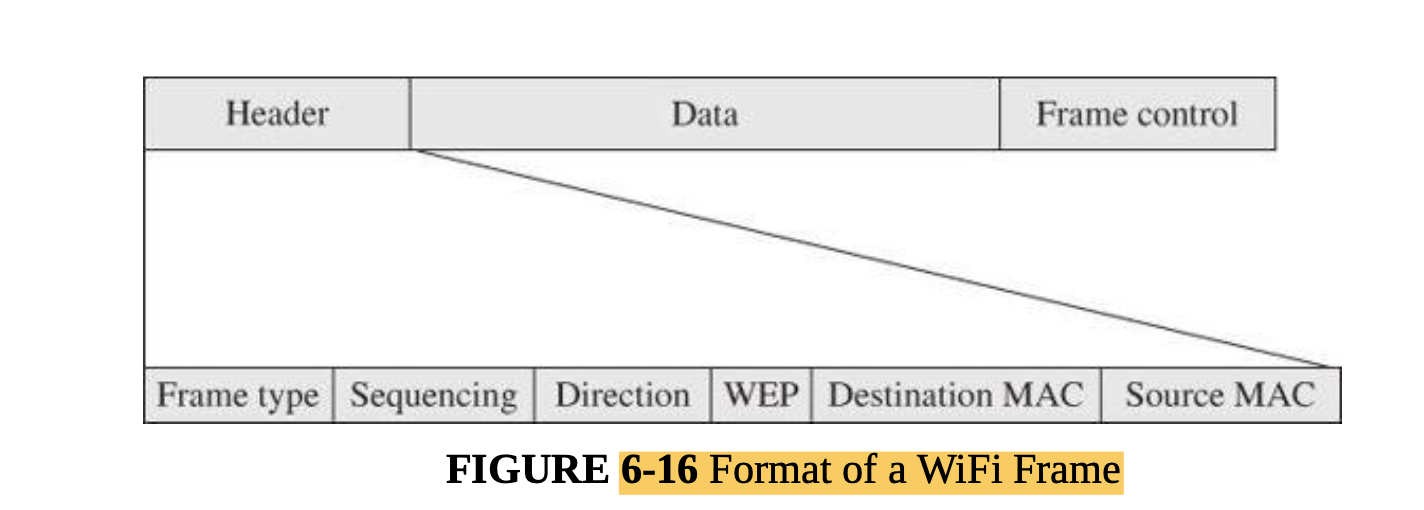 Header Data Frame control
Frame type Sequencing Direction WEP Destination MAC Source MAC
FIGURE 6-16 Format of a WiFi Frame